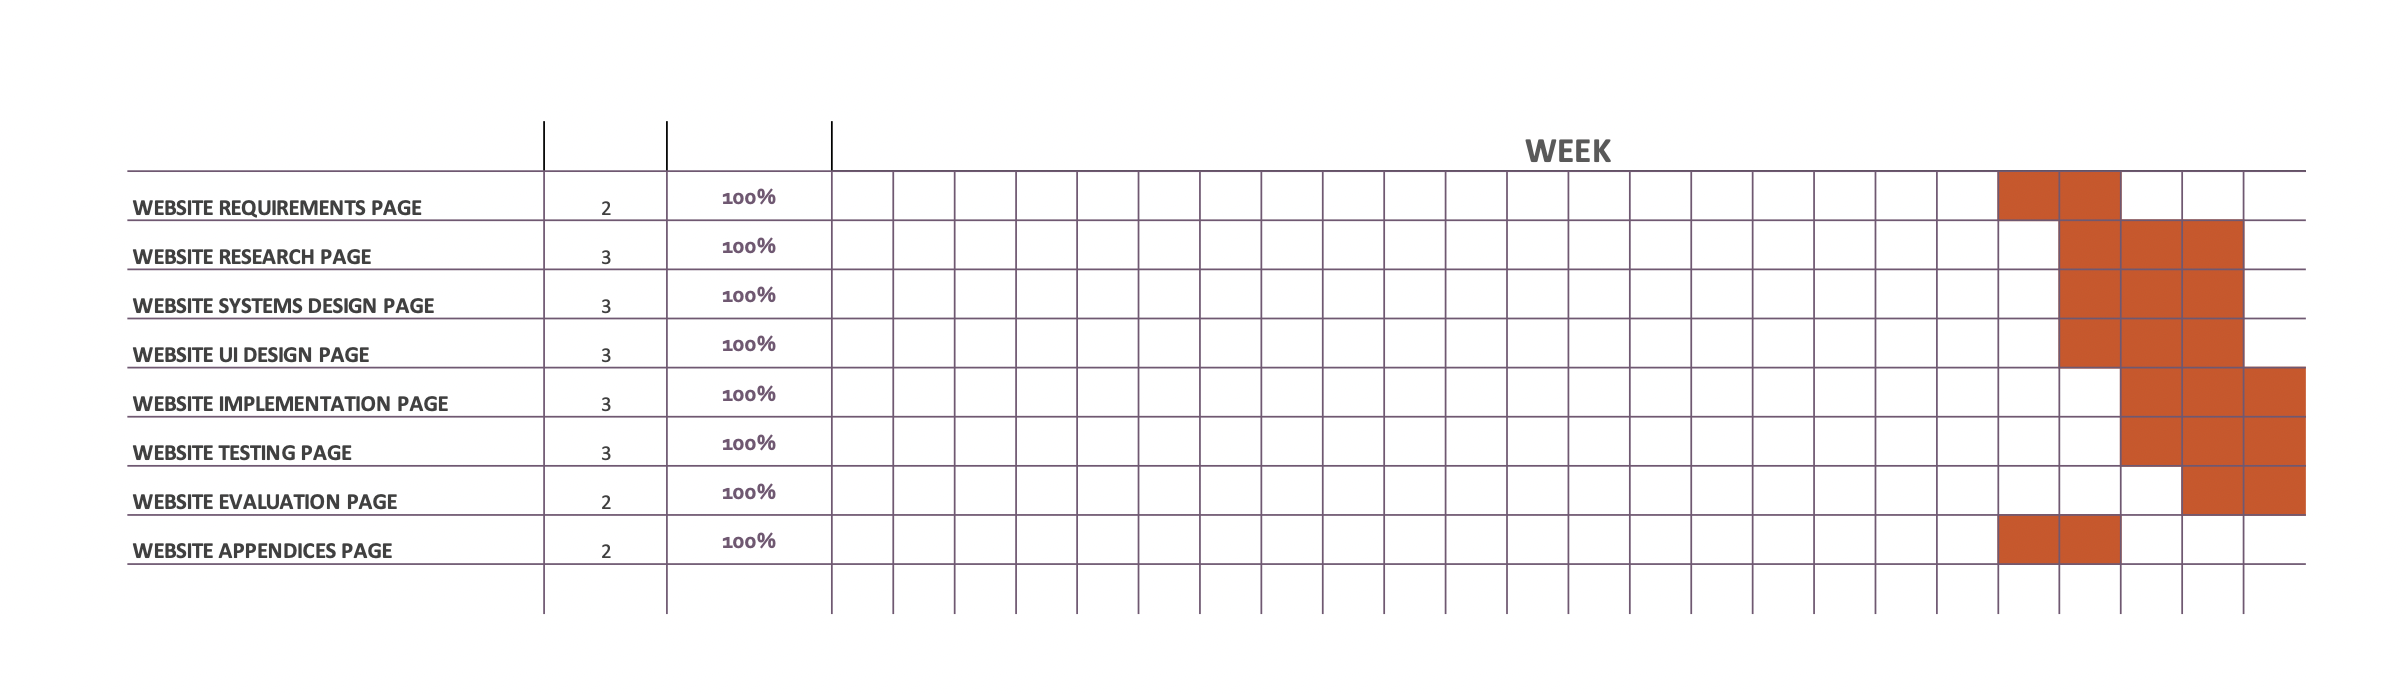 WEEK
WEBSITE REQUIREMENTS PAGE 2 100%
WEBSITE RESEARCH PAGE 3 100%
WEBSITE SYSTEMS DESIGN PAGE 3 100%
WEBSITE UI DESIGN PAGE 3 100%
WEBSITE IMPLEMENTATION PAGE 3 100%
WEBSITE TESTING PAGE 3 100%
WEBSITE EVALUATION PAGE 2 100%
WEBSITE APPENDICES PAGE 2 100%